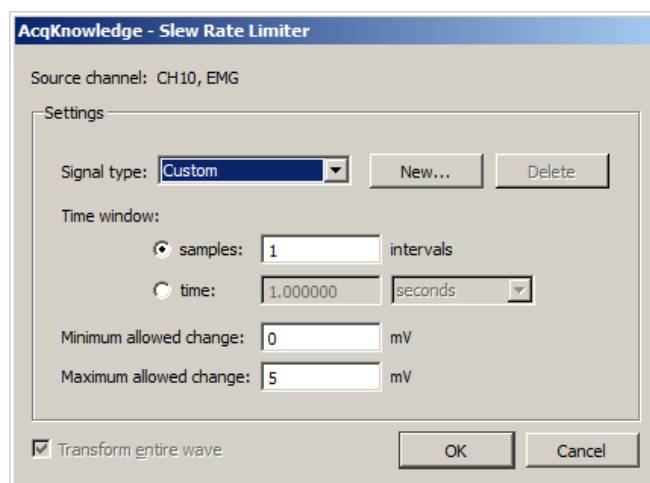 AcqKnowledge - Slew Rate Limiter
Source channel: CH10, EMG
Settings
Signal type: Custom New... Delete
Time window:
samples: 1 intervals
time: 1.000000 seconds
Minimum allowed change: 0 mV
Maximum allowed change: 5 mV
Transform entire wave OK Cancel